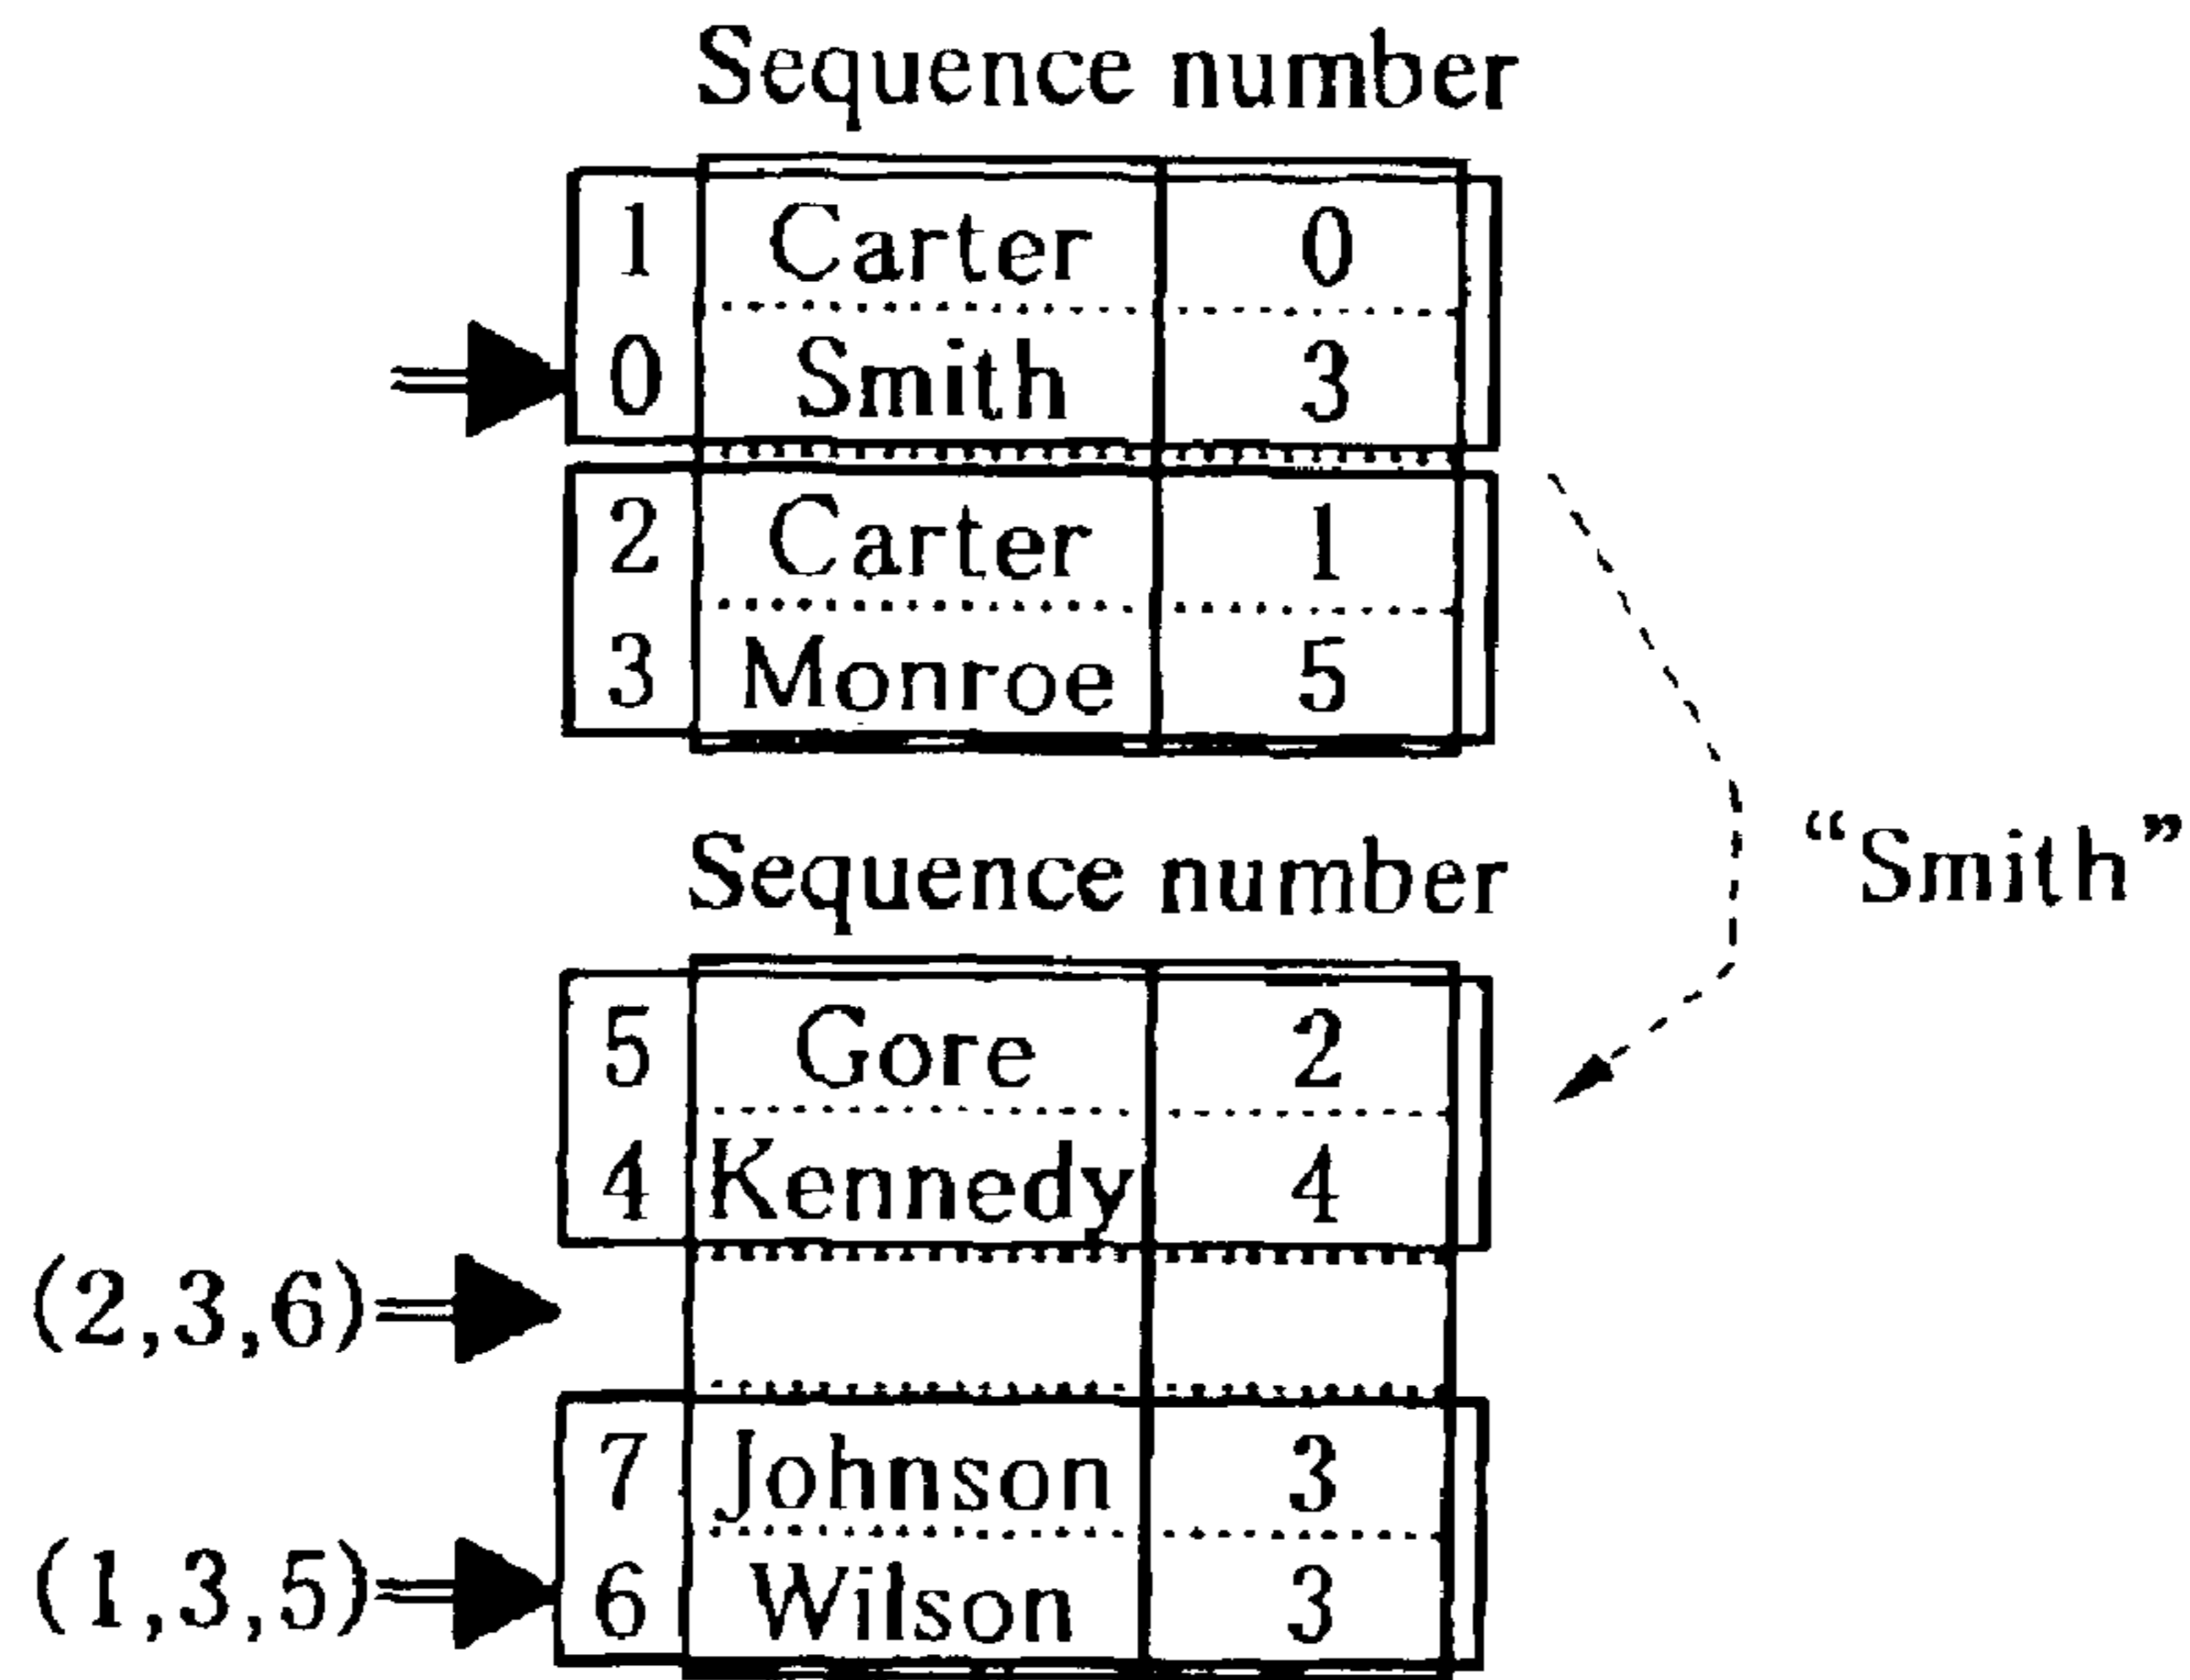 Sequence number
1 Carter 0
0 Smith 3
2 Carter 1
3 Monroe 5
"Smith"
Sequence number
5 Gore 2
4 Kennedy 4
(2,3,6)
7 Johnson 3
(1,3,5) 6 Wilson 3